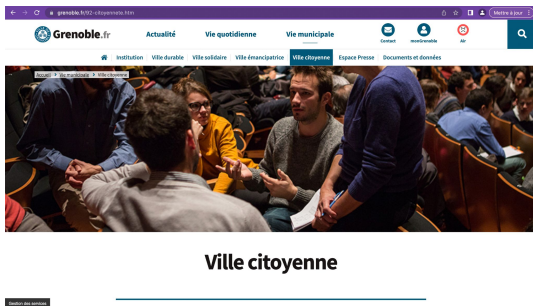 grenoble.fr/92-citoyennete.htm
Mettre à jour
Grenoble.fr
Actualité
Vie quotidienne
Vie municipale
Contact
monGrenoble
Air
Institution
Ville durable
Ville solidaire
Ville émancipatrice
Ville citoyenne
Espace Presse
Documents et données
Accueil > Vie municipale > Ville citoyenne
Ville citoyenne
Gestion des services